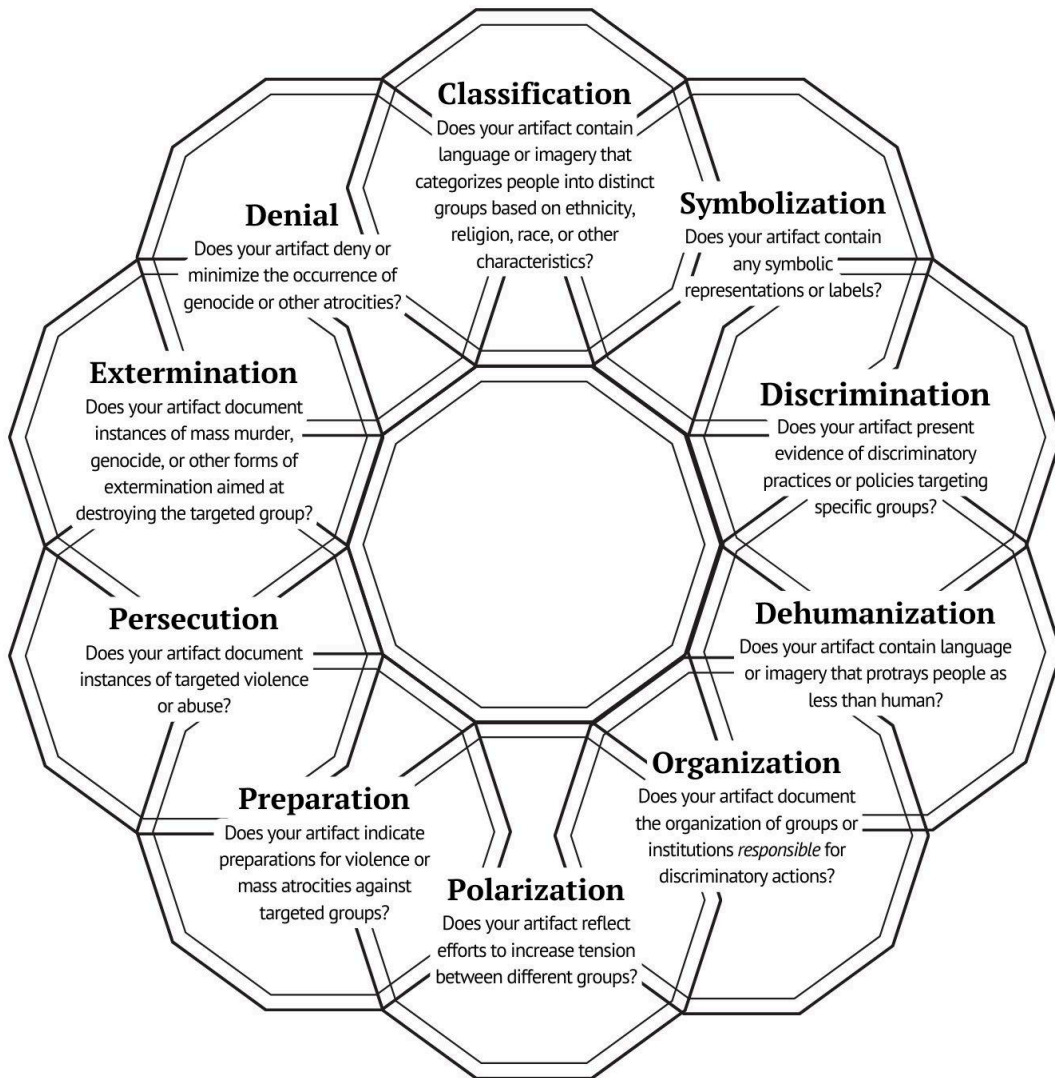 Classification
Does your artifact contain
language or imagery that
categorizes people into distinct
groups based on ethnicity,
religion, race, or other
characteristics?
Symbolization
Does your artifact contain
any symbolic
representations or labels?
Discrimination
Does your artifact present
evidence of discriminatory
practices or policies targeting
specific groups?
Dehumanization
Does your artifact contain language
or imagery that protrays people as
less than human?
Organization
Does your artifact document
the organization of groups or
institutions responsible for
discriminatory actions?
Polarization
Does your artifact reflect
efforts to increase tension
between different groups?
Preparation
Does your artifact indicate
preparations for violence or
mass atrocities against
targeted groups?
Persecution
Does your artifact document
instances of targeted violence
or abuse?
Extermination
Does your artifact document
instances of mass murder,
genocide, or other forms of
extermination aimed at
destroying the targeted group?
Denial
Does your artifact deny or
minimize the occurrence of
genocide or other atrocities?